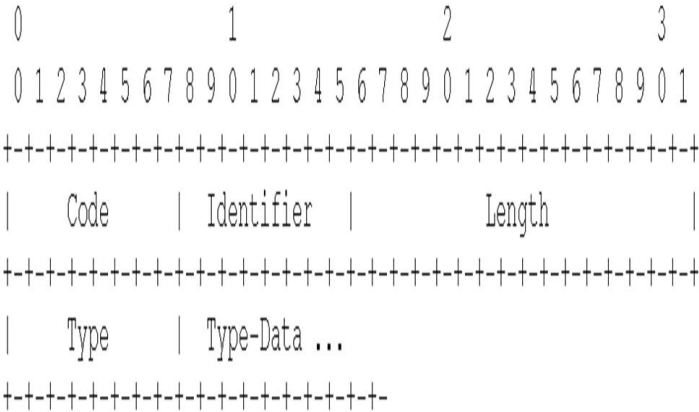 0                   1                   2                   3
0 1 2 3 4 5 6 7 8 9 0 1 2 3 4 5 6 7 8 9 0 1 2 3 4 5 6 7 8 9 0 1
+-+-+-+-+-+-+-+-+-+-+-+-+-+-+-+-+-+-+-+-+-+-+-+-+-+-+-+-+-+-+-+-+
|     Code      |  Identifier   |            Length             |
+-+-+-+-+-+-+-+-+-+-+-+-+-+-+-+-+-+-+-+-+-+-+-+-+-+-+-+-+-+-+-+-+
|     Type      |  Type-Data ...
+-+-+-+-+-+-+-+-+-+-+-+-+-+-+-+-+-+-